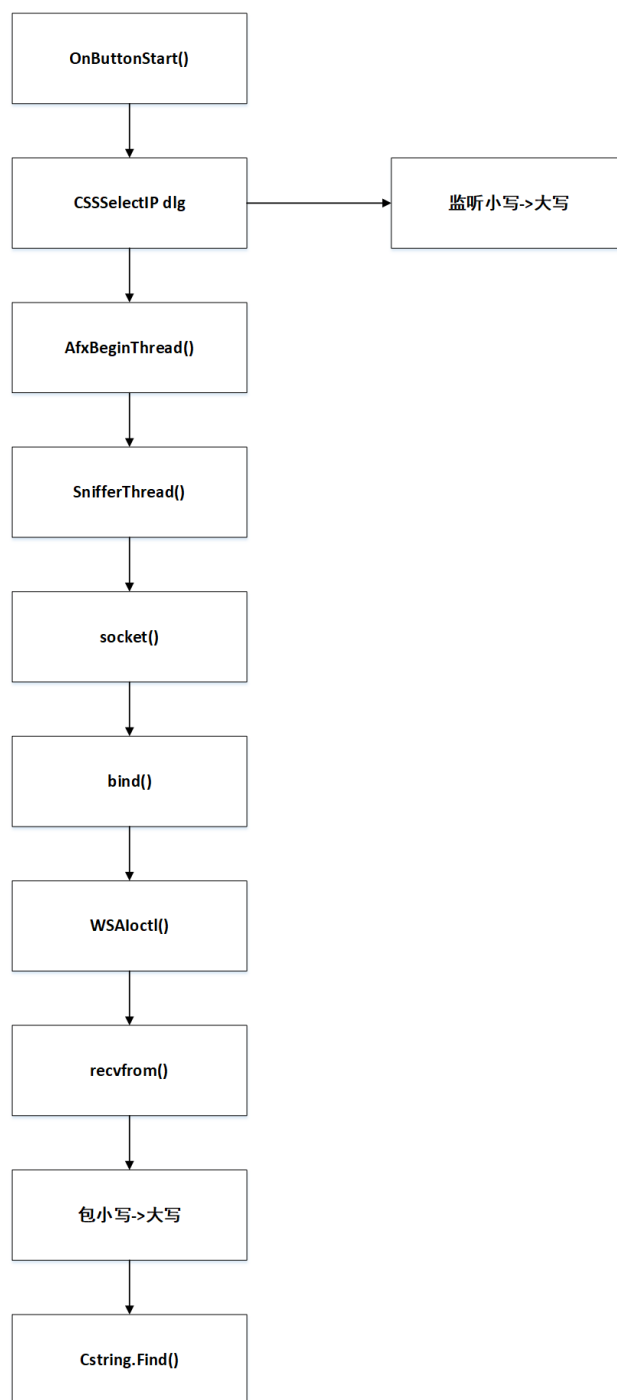 OnButtonStart()
CSSSelectIP dlg
监听小写->大写
AfxBeginThread()
SnifferThread()
socket()
bind()
WSAIoctl()
recvfrom()
包小写->大写
Cstring.Find()